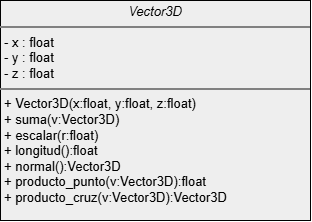 Vector3D
- x : float
- y : float
- z : float
+ Vector3D(x:float, y:float, z:float)
+ suma(v:Vector3D)
+ escalar(r:float)
+ longitud():float
+ normal():Vector3D
+ producto_punto(v:Vector3D):float
+ producto_cruz(v:Vector3D):Vector3D